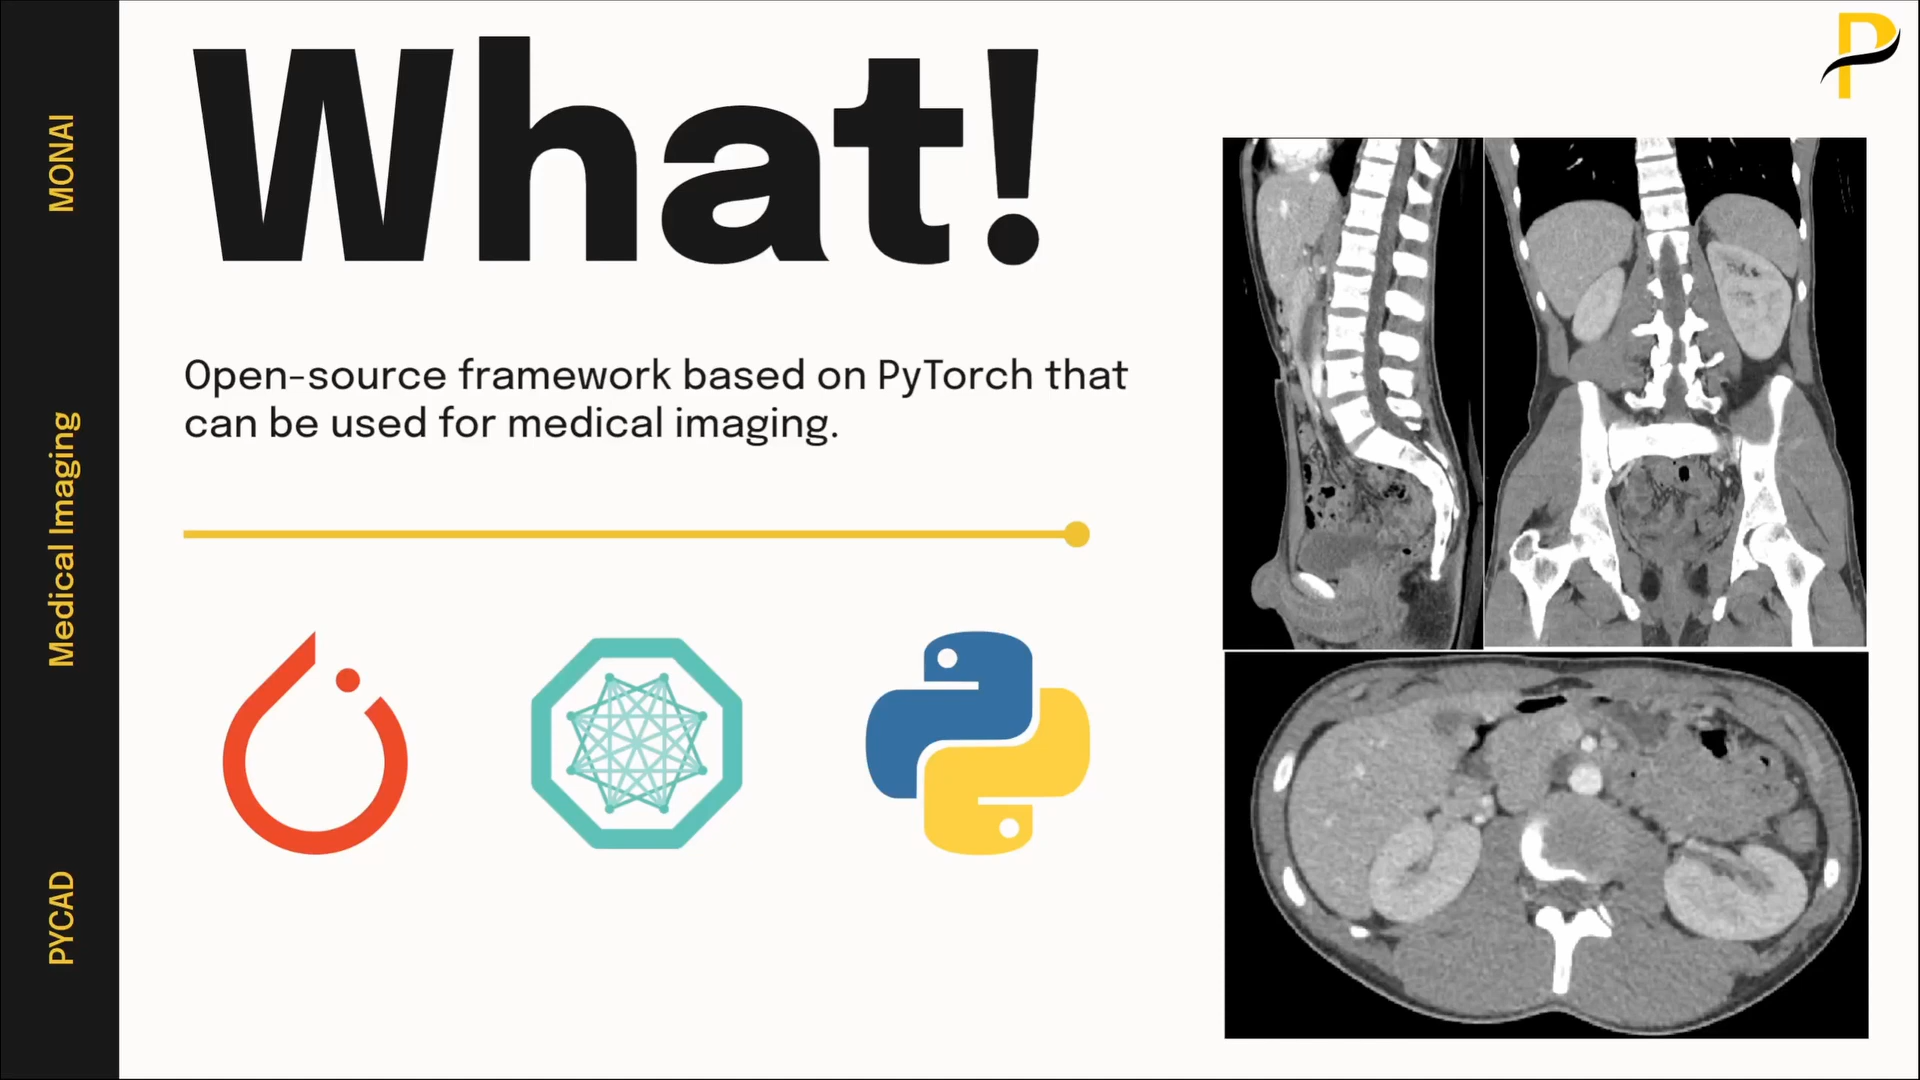 What!
Open-source framework based on PyTorch that
can be used for medical imaging.
MONAI
Medical Imaging
PYCAD
P